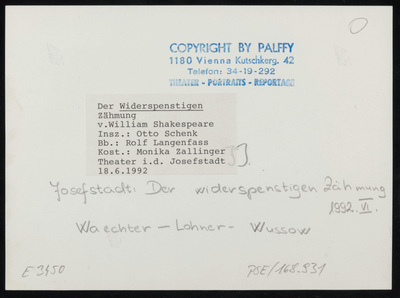 COPYRIGHT BY PALFFY
1180 Vienna Kutschkerg. 42
Telefon: 34-19-292
THEATER - PORTRAITS - REPORTAGE
Der Widerspenstigen
Zähmung
v.William Shakespeare
Insz.: Otto Schenk
Bb.: Rolf Langenfass
Kost.: Monika Zallinger
Theater i.d. Josefstadt
18.6.1992
Josefstadt: Der widerspenstigen Zähmung
1992. VI.
Waechter - Lohner - Wussow
E 3450
PSE/168.931